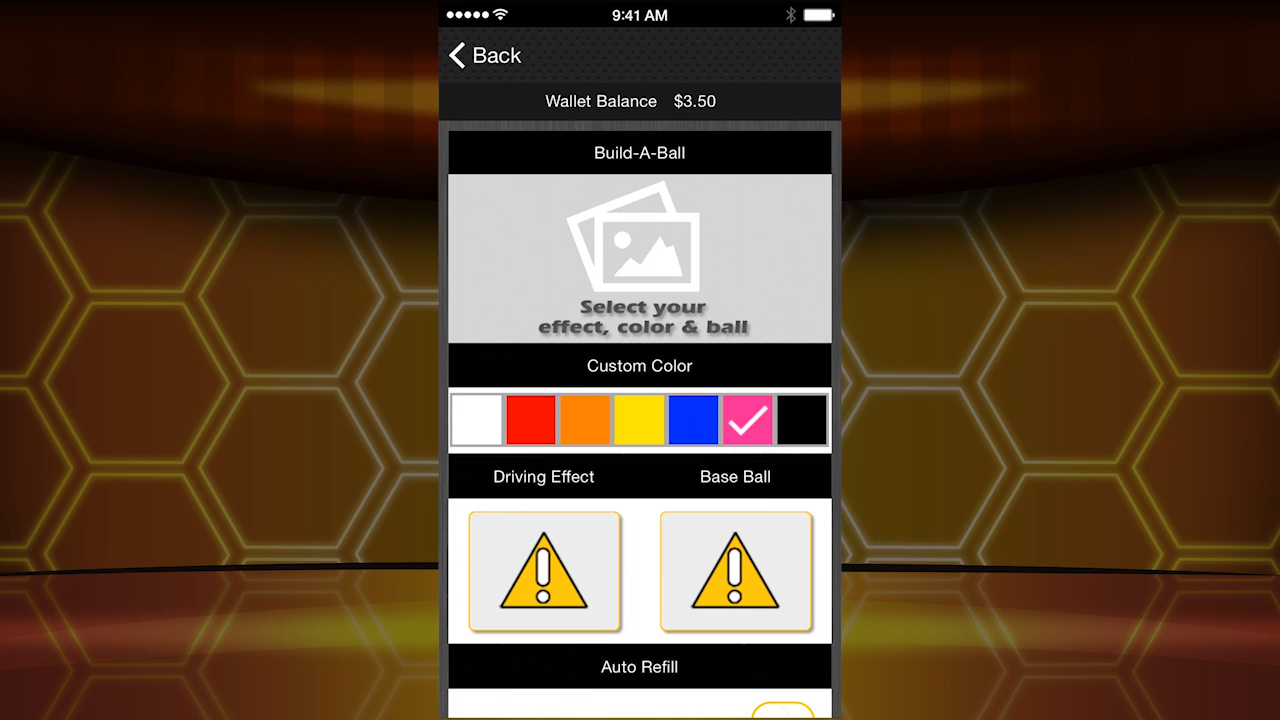 9:41 AM
Back
Wallet Balance $3.50
Build-A-Ball
Select your
effect, color & ball
Custom Color
Driving Effect Base Ball
Auto Refill